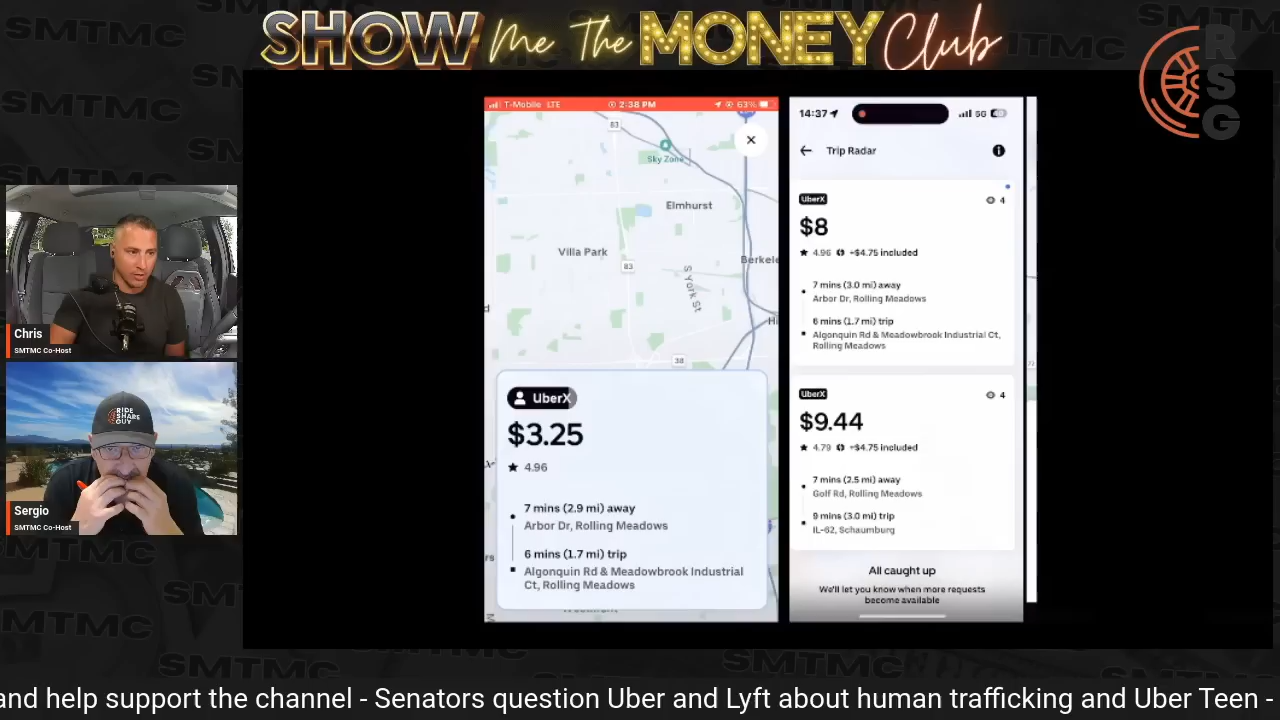 SHOW Me The MONEY Club
RSG
Chris
SMTMC Co-Host
RIDE
SHARE
GUY
Sergio
SMTMC Co-Host
T-Mobile LTE
2:38 PM
63%
83
Sky Zone
Elmhurst
Villa Park
83
Berkele
S York St
Hi
38
UberX
$3.25
4.96
7 mins (2.9 mi) away
Arbor Dr, Rolling Meadows
6 mins (1.7 mi) trip
Algonquin Rd & Meadowbrook Industrial
Ct, Rolling Meadows
14:37
5G
Trip Radar
UberX
4
$8
4.96 +$4.75 included
7 mins (3.0 mi) away
Arbor Dr, Rolling Meadows
6 mins (1.7 mi) trip
Algonquin Rd & Meadowbrook Industrial Ct,
Rolling Meadows
UberX
4
$9.44
4.79 +$4.75 included
7 mins (2.5 mi) away
Golf Rd, Rolling Meadows
9 mins (3.0 mi) trip
IL-62, Schaumburg
All caught up
We'll let you know when more requests
become available
and help support the channel - Senators question Uber and Lyft about human trafficking and Uber Teen -
SMTMC